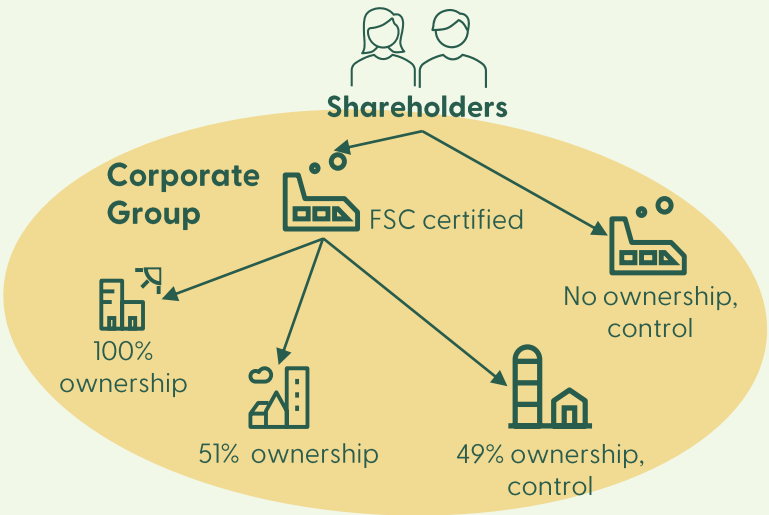 Shareholders
Corporate
Group
FSC certified
No ownership,
control
100%
ownership
51% ownership
49% ownership,
control